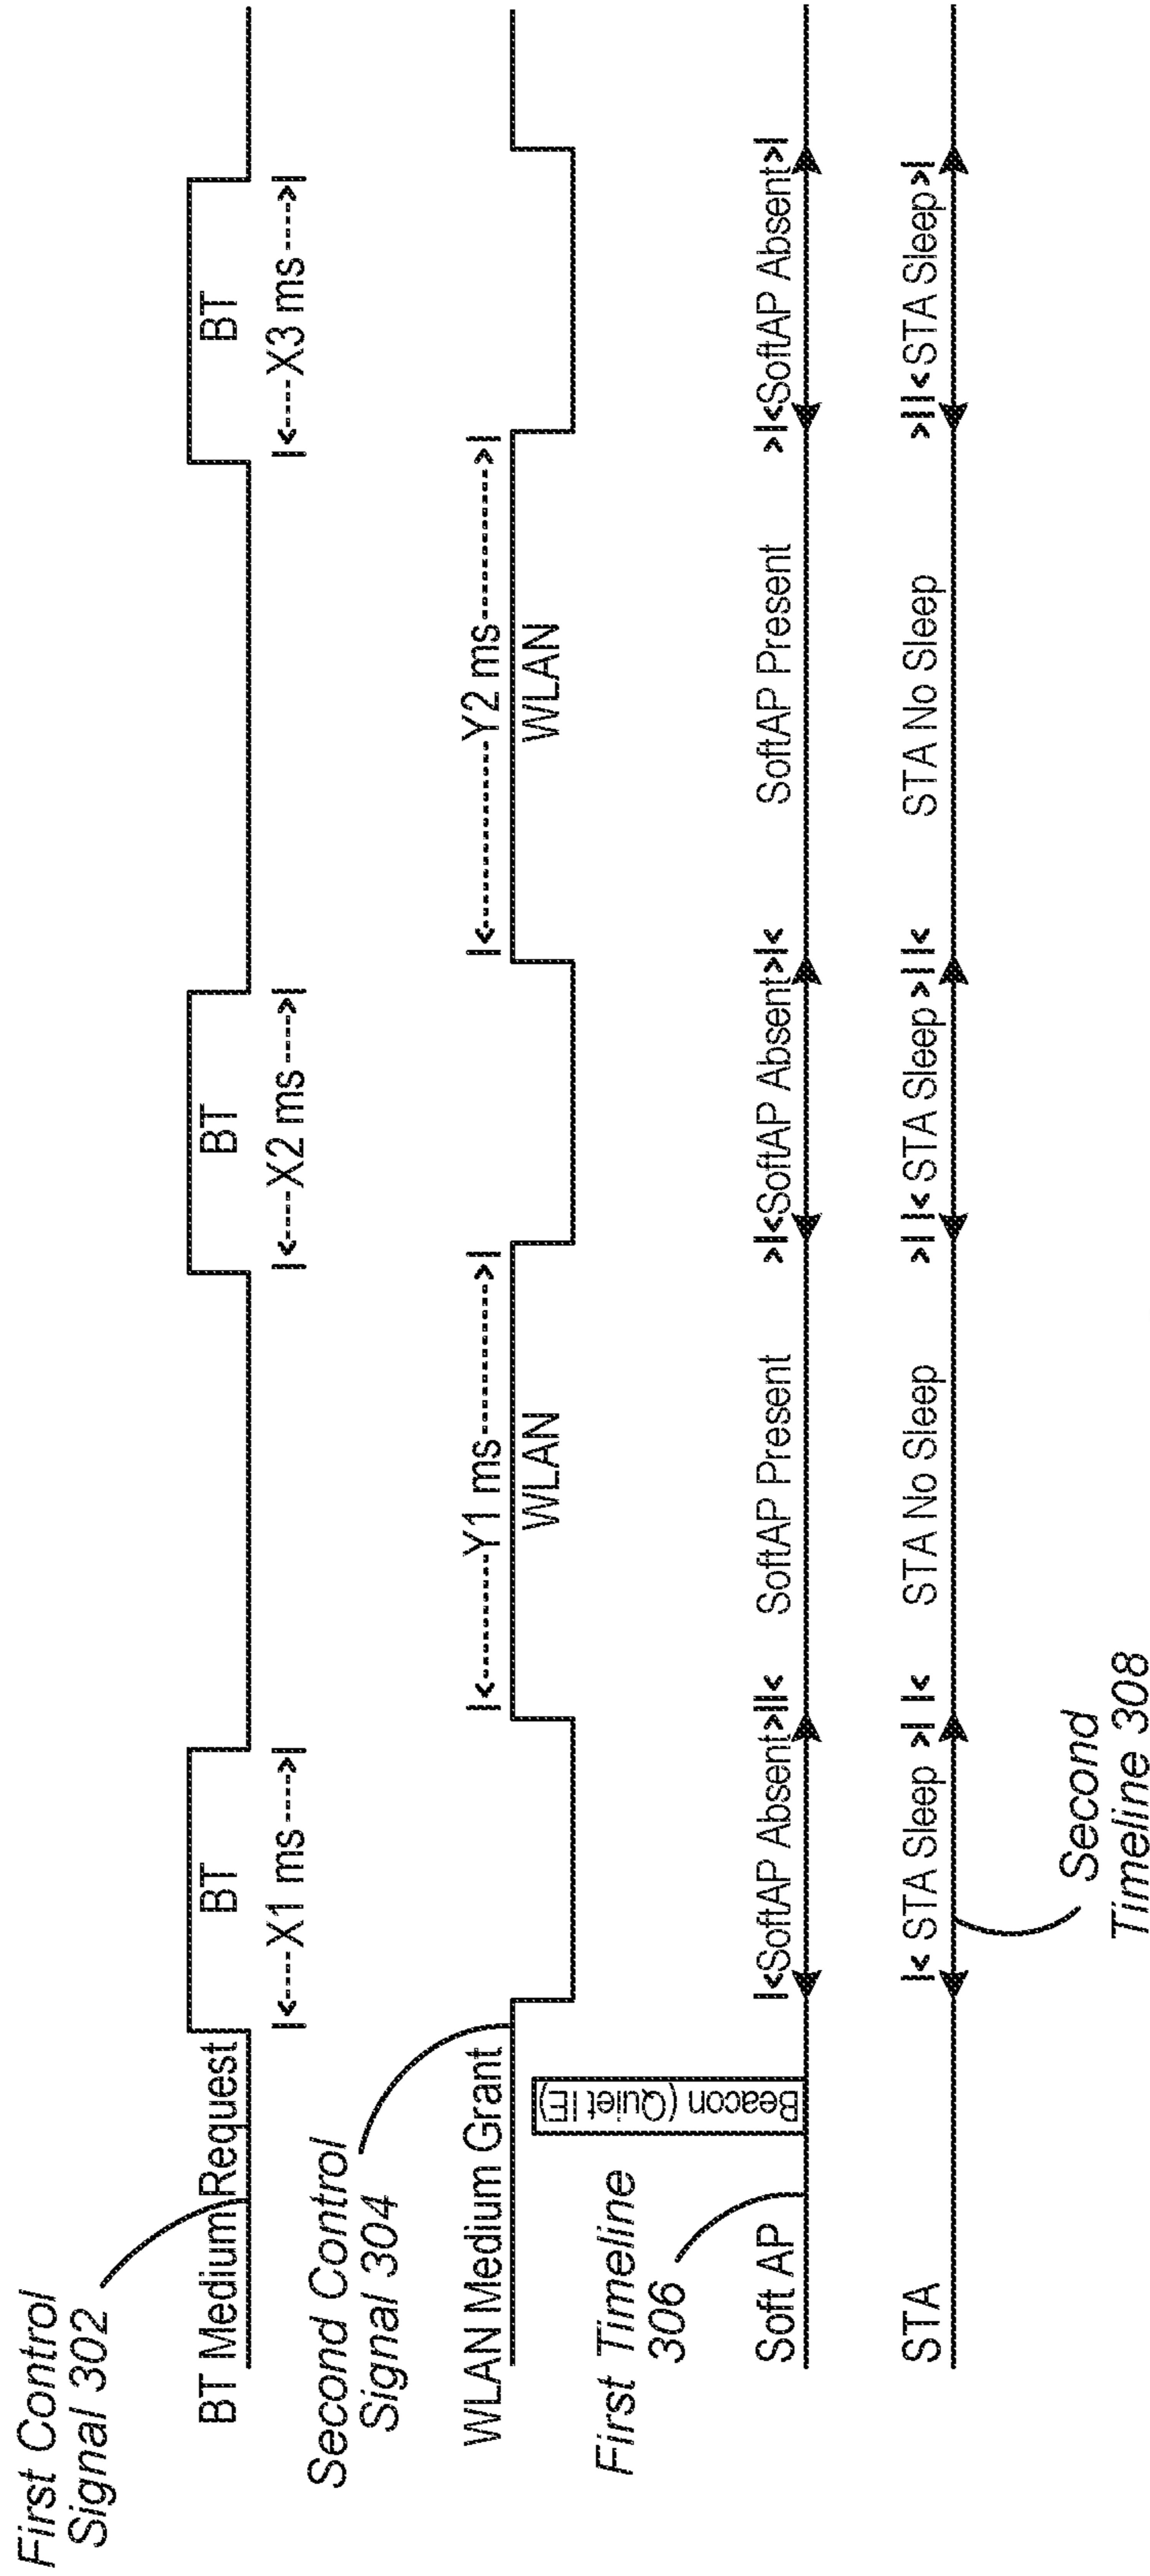 First Control
Signal 302
BT Medium Request
BT
BT
BT
|<----X1 ms---->|
|<----X2 ms---->|
|<----X3 ms---->|
Second Control
Signal 304
WLAN Medium Grant
|<---------Y1 ms--------->|
WLAN
|<-----------Y2 ms----------->|
WLAN
First Timeline
306
Beacon (Quiet IE)
Soft AP
|<SoftAP Absent>||<
SoftAP Present
>|<SoftAP Absent>|<
SoftAP Present
>|<SoftAP Absent>|
STA
|< STA Sleep >| |<
STA No Sleep
>| |< STA Sleep >| |<
STA No Sleep
>||<STA Sleep>|
Second
Timeline 308